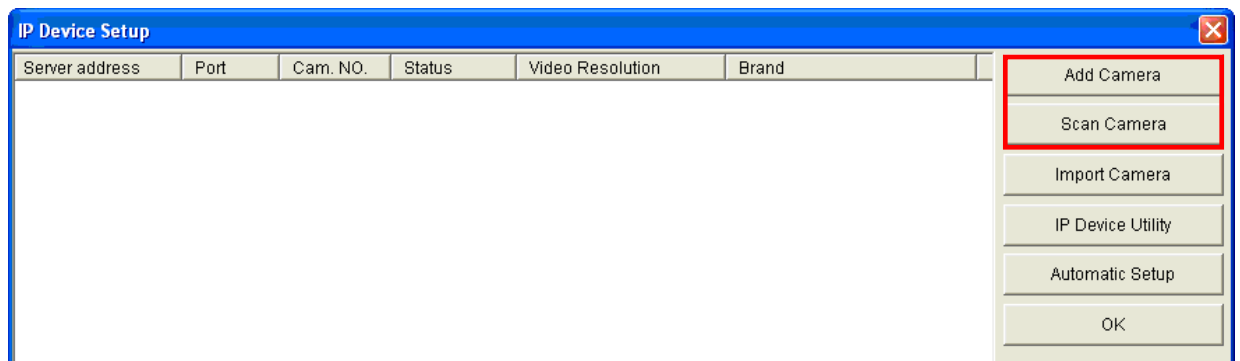 IP Device Setup
Server address Port Cam. NO. Status Video Resolution Brand
Add Camera
Scan Camera
Import Camera
IP Device Utility
Automatic Setup
OK